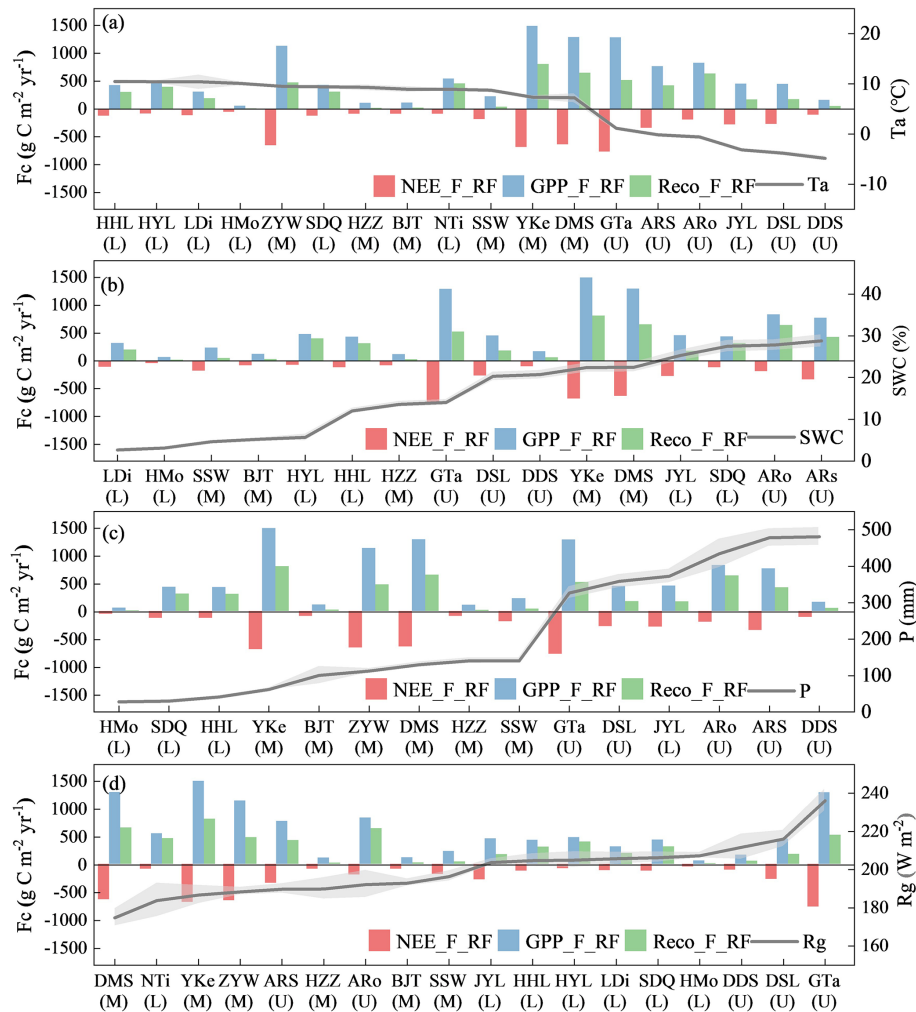 (a)
Fc (g C m-2 yr-1)
1500
1000
500
0
-500
-1000
-1500
20
10
0
-10
Ta (℃)
NEE_F_RF GPP_F_RF Reco_F_RF Ta
HHL HYL LDi HMo ZYW SDQ HZZ BJT NTi SSW YKe DMS GTa ARS ARo JYL DSL DDS
(L) (L) (L) (L) (M) (L) (M) (M) (L) (M) (M) (M) (U) (U) (U) (L) (U) (U)
(b)
Fc (g C m-2 yr-1)
1500
1000
500
0
-500
-1000
-1500
40
30
20
10
0
SWC (%)
NEE_F_RF GPP_F_RF Reco_F_RF SWC
LDi HMo SSW BJT HYL HHL HZZ GTa DSL DDS YKe DMS JYL SDQ ARo ARs
(L) (L) (M) (M) (L) (L) (M) (U) (U) (U) (M) (M) (L) (L) (U) (U)
(c)
Fc (g C m-2 yr-1)
1500
1000
500
0
-500
-1000
-1500
500
400
300
200
100
0
P (mm)
NEE_F_RF GPP_F_RF Reco_F_RF P
HMo SDQ HHL YKe BJT ZYW DMS HZZ SSW GTa DSL JYL ARo ARS DDS
(L) (L) (L) (M) (M) (M) (M) (M) (M) (U) (U) (L) (U) (U) (U)
(d)
Fc (g C m-2 yr-1)
1500
1000
500
0
-500
-1000
-1500
240
220
200
180
160
Rg (W m-2)
NEE_F_RF GPP_F_RF Reco_F_RF Rg
DMS NTi YKe ZYW ARS HZZ ARo BJT SSW JYL HHL HYL LDi SDQ HMo DDS DSL GTa
(M) (L) (M) (M) (U) (M) (U) (M) (M) (L) (L) (L) (L) (L) (L) (U) (U) (U)